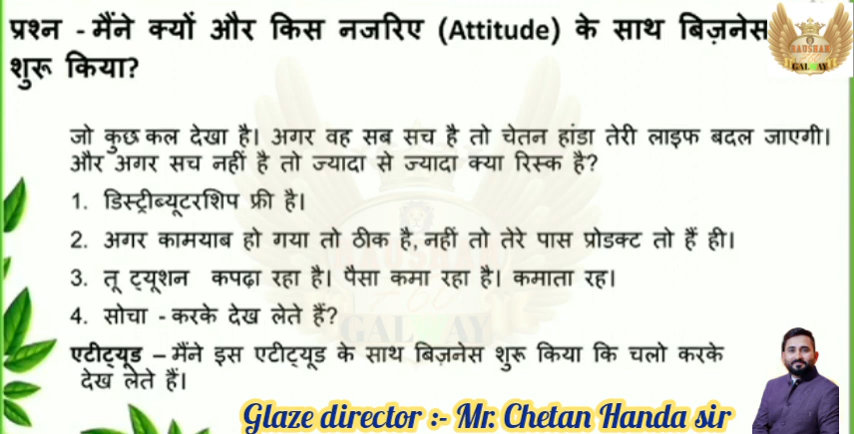 प्रश्न - मैंने क्यों और किस नजरिए (Attitude) के साथ बिज़नेस
शुरू किया?
जो कुछ कल देखा है। अगर वह सब सच है तो चेतन हांडा तेरी लाइफ बदल जाएगी।
और अगर सच नहीं है तो ज्यादा से ज्यादा क्या रिस्क है?
1. डिस्ट्रीब्यूटरशिप फ्री है।
2. अगर कामयाब हो गया तो ठीक है, नहीं तो तेरे पास प्रोडक्ट तो हैं ही।
3. तू ट्यूशन कपढ़ा रहा है। पैसा कमा रहा है। कमाता रह।
4. सोचा - करके देख लेते हैं?
एटीट्यूड – मैंने इस एटीट्यूड के साथ बिज़नेस शुरू किया कि चलो करके
देख लेते हैं।
Glaze director :- Mr. Chetan Handa sir